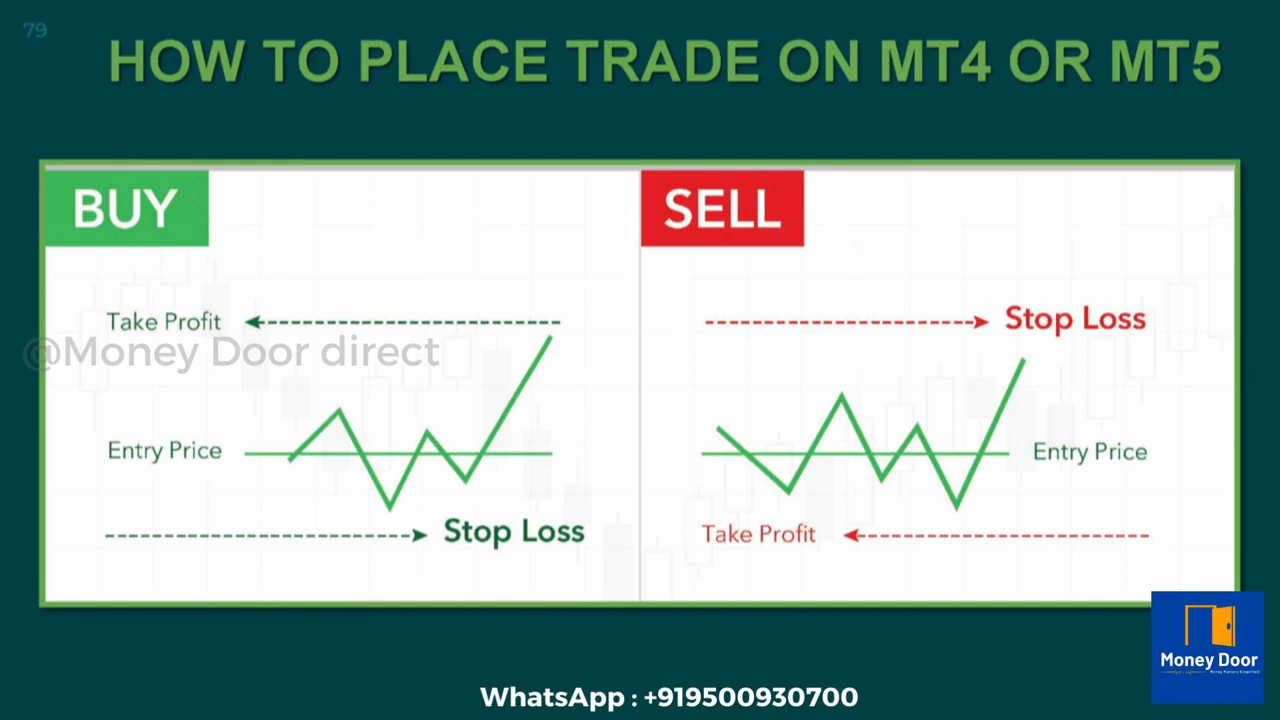 79
HOW TO PLACE TRADE ON MT4 OR MT5
BUY
Take Profit
@Money Door direct
Entry Price
Stop Loss
SELL
Stop Loss
Entry Price
Take Profit
Money Door
WhatsApp : +919500930700